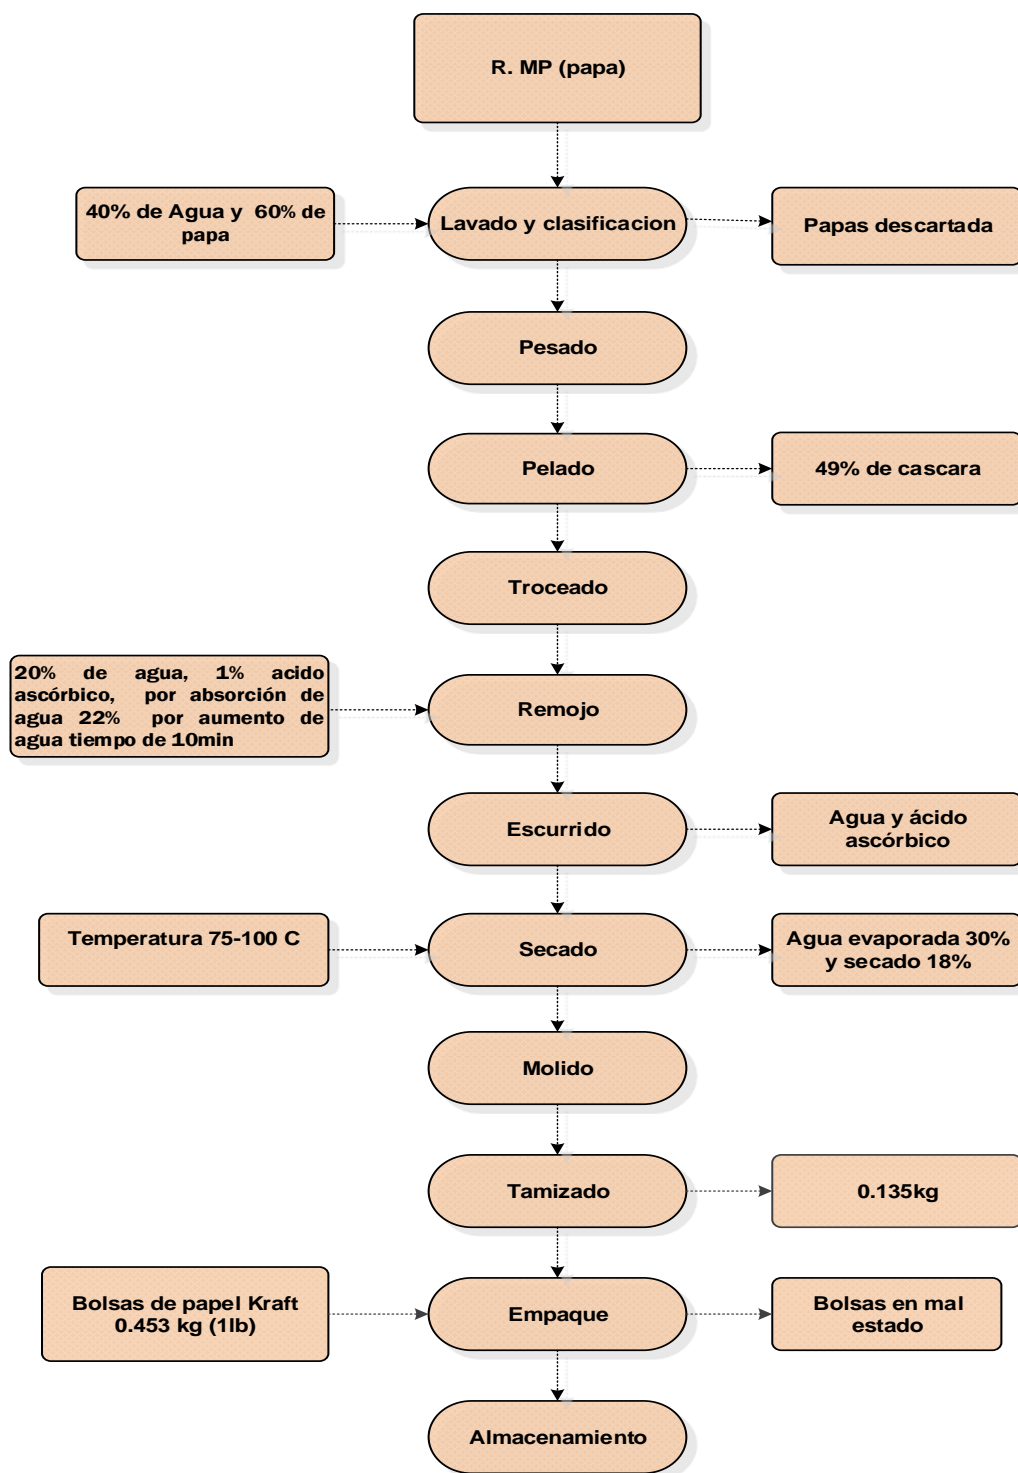 R. MP (papa)
40% de Agua y 60% de
papa
Lavado y clasificacion
Papas descartada
Pesado
Pelado
49% de cascara
Troceado
20% de agua, 1% acido
ascórbico, por absorción de
agua 22% por aumento de
agua tiempo de 10min
Remojo
Escurrido
Agua y ácido
ascórbico
Temperatura 75-100 C
Secado
Agua evaporada 30%
y secado 18%
Molido
Tamizado
0.135kg
Bolsas de papel Kraft
0.453 kg (1lb)
Empaque
Bolsas en mal
estado
Almacenamiento